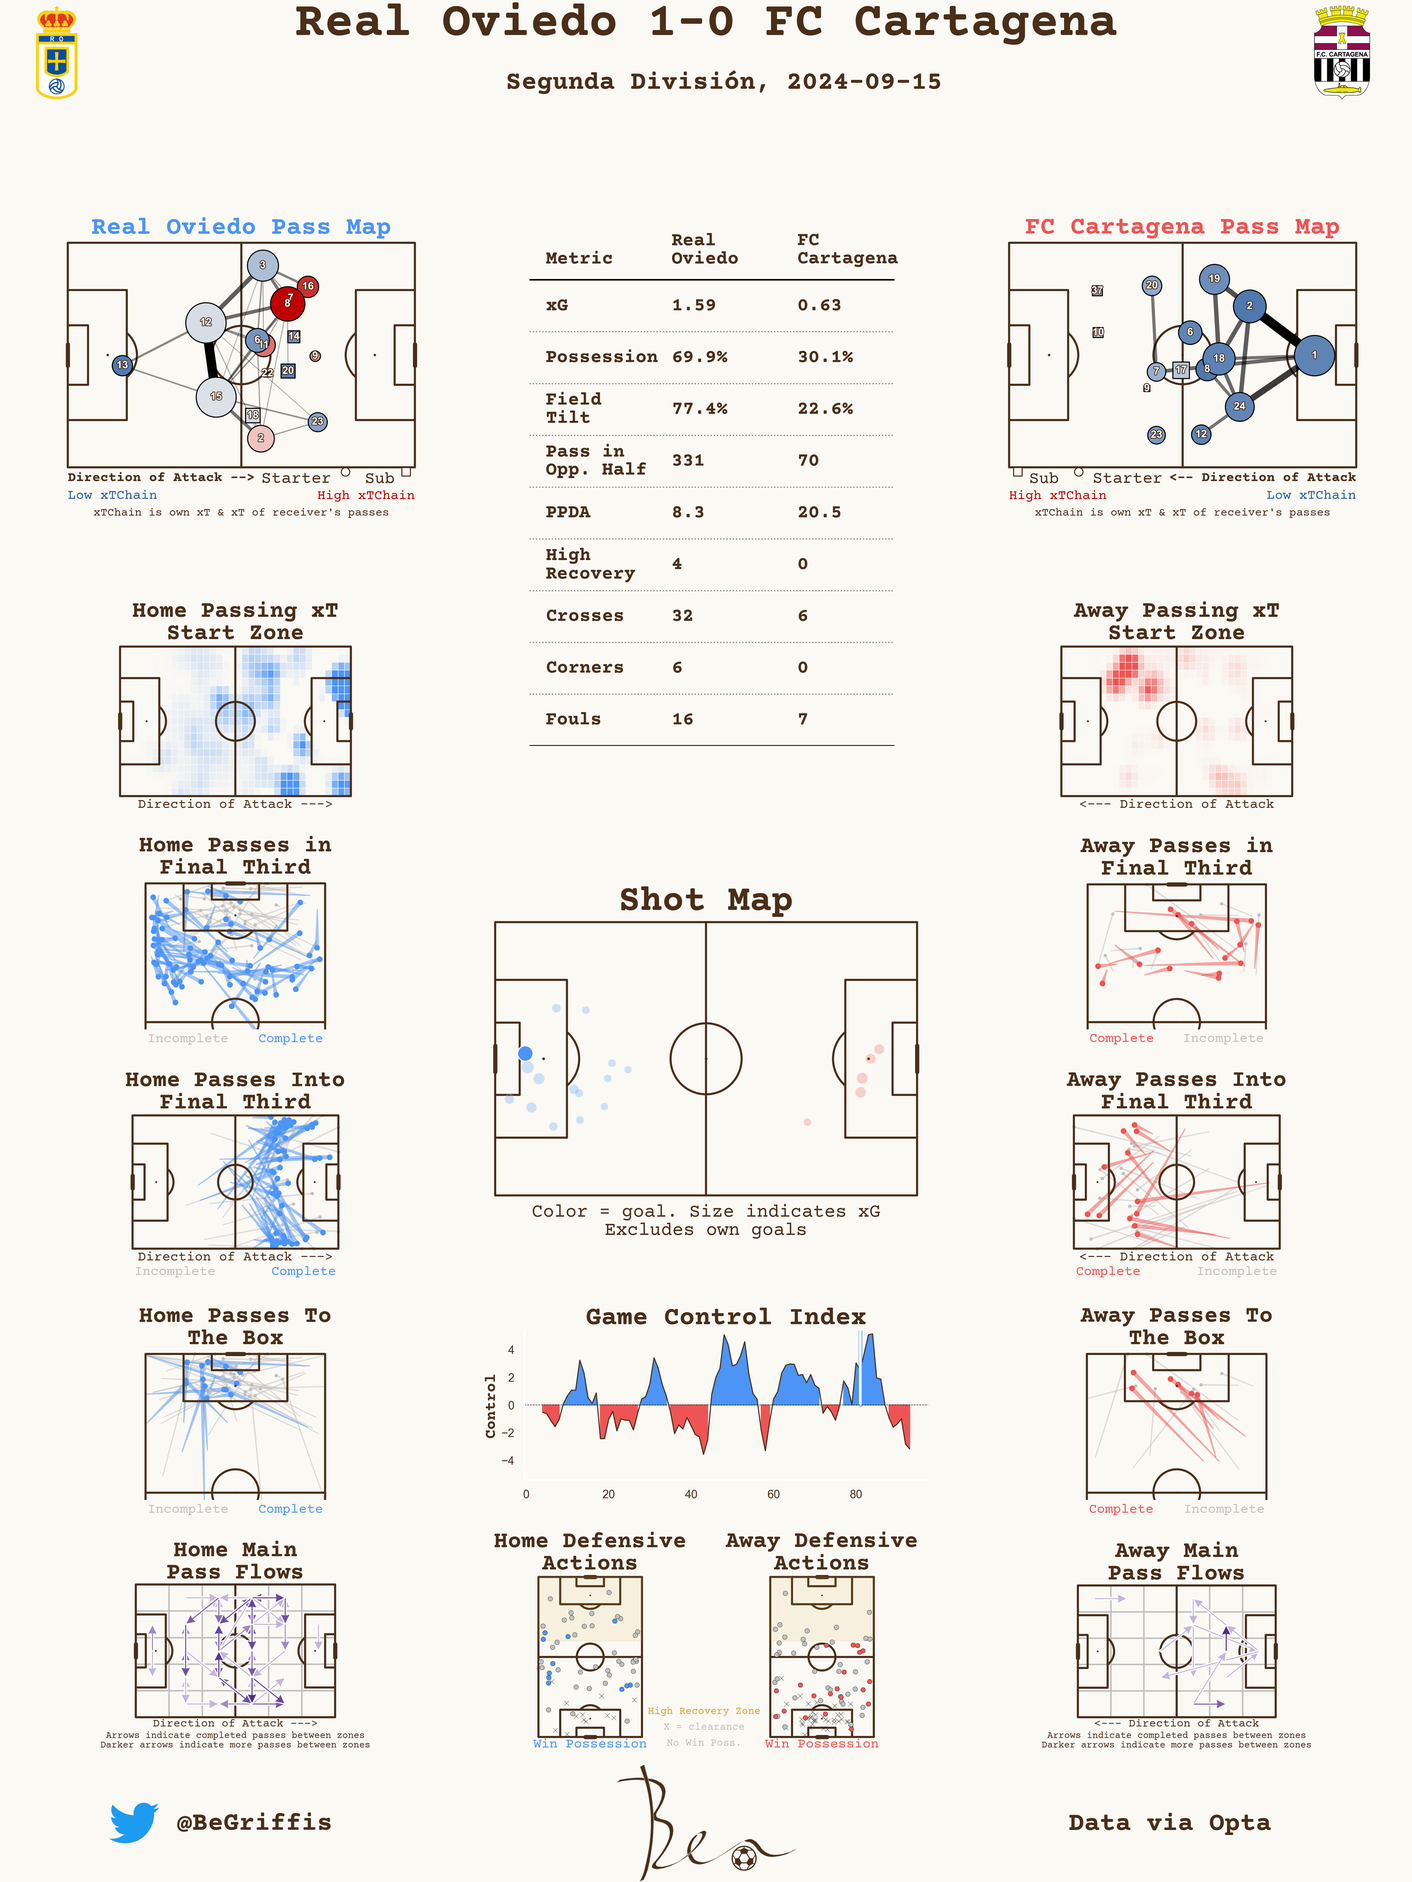 Real Oviedo 1-0 FC Cartagena
Segunda División, 2024-09-15
R O
F.C. CARTAGENA
Real Oviedo Pass Map
3
16
7
8
12
6
11
14
9
13
22
20
15
18
23
2
Direction of Attack --> Starter Sub
Low xTChain High xTChain
xTChain is own xT & xT of receiver's passes
Metric Real Oviedo FC Cartagena
xG 1.59 0.63
Possession 69.9% 30.1%
Field Tilt 77.4% 22.6%
Pass in Opp. Half 331 70
PPDA 8.3 20.5
High Recovery 4 0
Crosses 32 6
Corners 6 0
Fouls 16 7
FC Cartagena Pass Map
37
20
19
2
10
6
18
1
7
17
8
9
24
23
12
Sub Starter <-- Direction of Attack
High xTChain Low xTChain
xTChain is own xT & xT of receiver's passes
Home Passing xT
Start Zone
Direction of Attack --->
Away Passing xT
Start Zone
<--- Direction of Attack
Home Passes in
Final Third
Incomplete Complete
Away Passes in
Final Third
Complete Incomplete
Shot Map
Color = goal. Size indicates xG
Excludes own goals
Home Passes Into
Final Third
Direction of Attack --->
Incomplete Complete
Away Passes Into
Final Third
<--- Direction of Attack
Complete Incomplete
Game Control Index
Control
4
2
0
−2
−4
0 20 40 60 80
Home Passes To
The Box
Incomplete Complete
Away Passes To
The Box
Complete Incomplete
Home Main
Pass Flows
Direction of Attack --->
Arrows indicate completed passes between zones
Darker arrows indicate more passes between zones
Home Defensive
Actions
Win Possession
High Recovery Zone
X = clearance
No Win Poss.
Away Defensive
Actions
Win Possession
Away Main
Pass Flows
<--- Direction of Attack
Arrows indicate completed passes between zones
Darker arrows indicate more passes between zones
@BeGriffis
Ben
Data via Opta